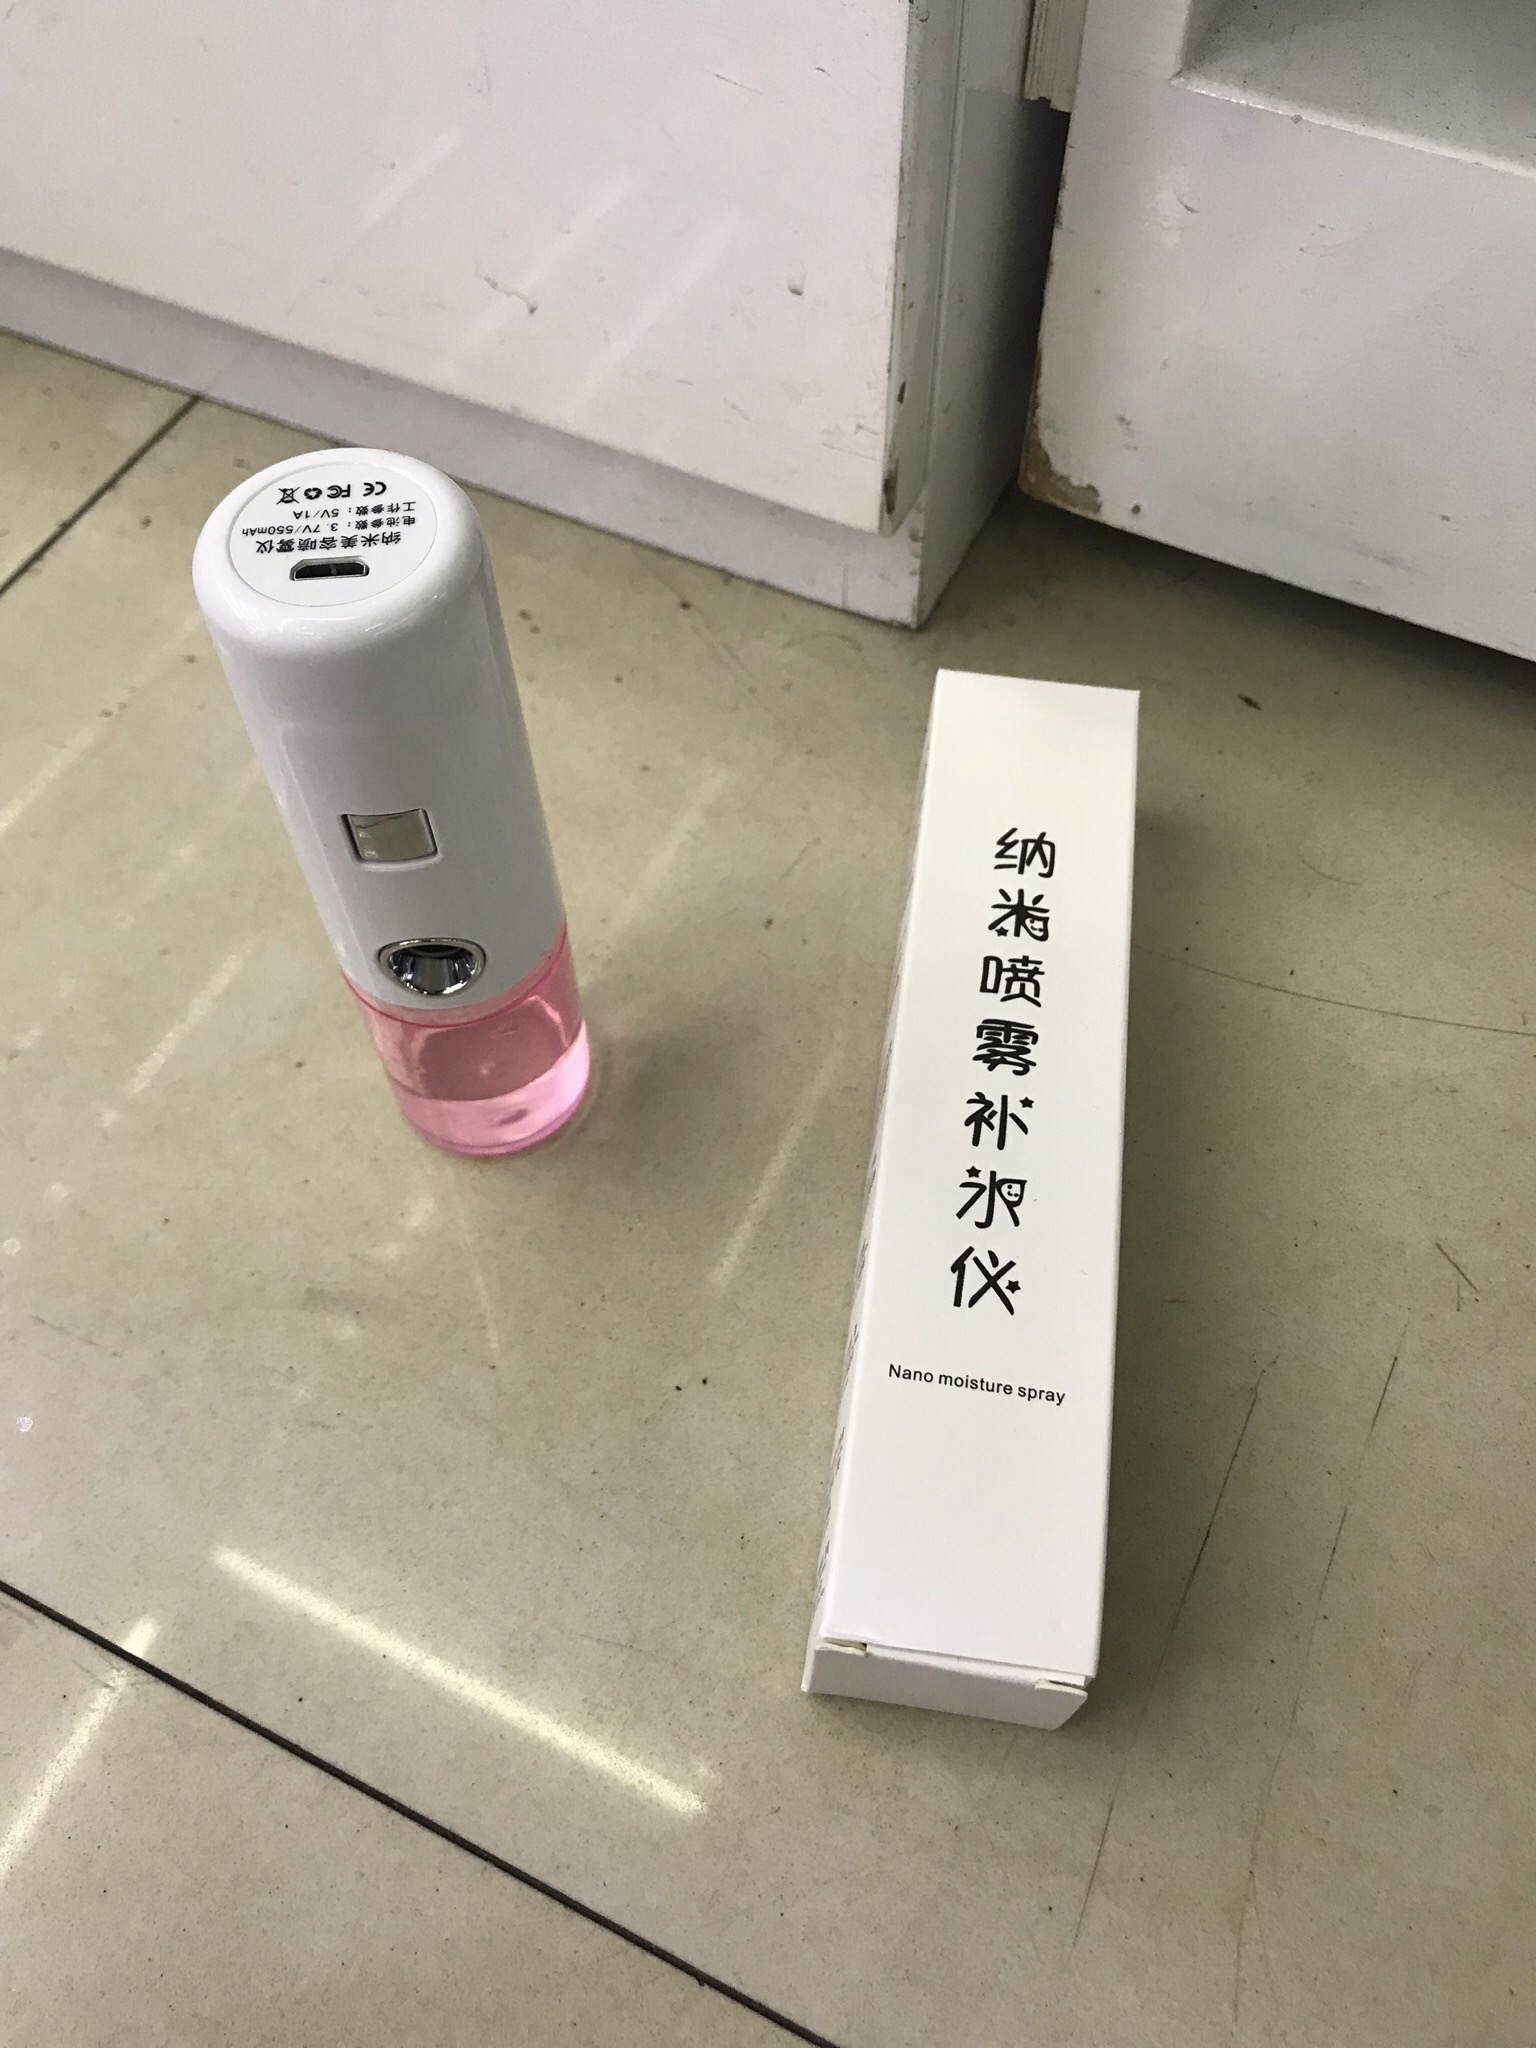 纳米美容喷雾仪
电池参数：3.7V/550mAh
工作参数：5V/1A
CE FC
纳米喷雾补水仪
Nano moisture spray